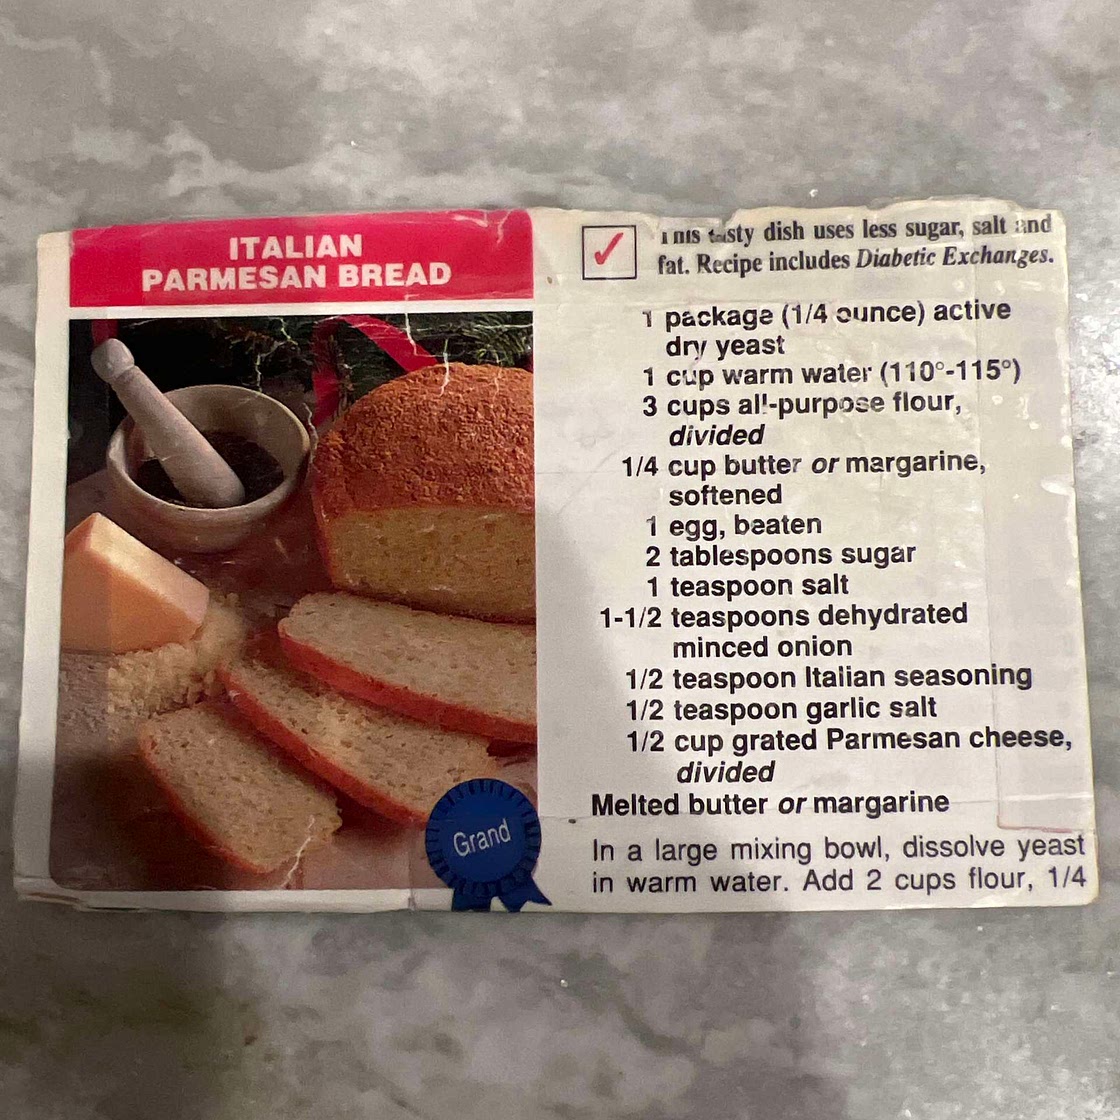 ITALIAN
PARMESAN BREAD
Grand
This tasty dish uses less sugar, salt and
fat. Recipe includes Diabetic Exchanges.
1 package (1/4 ounce) active
dry yeast
1 cup warm water (110°-115°)
3 cups all-purpose flour,
divided
1/4 cup butter or margarine,
softened
1 egg, beaten
2 tablespoons sugar
1 teaspoon salt
1-1/2 teaspoons dehydrated
minced onion
1/2 teaspoon Italian seasoning
1/2 teaspoon garlic salt
1/2 cup grated Parmesan cheese,
divided
Melted butter or margarine
In a large mixing bowl, dissolve yeast
in warm water. Add 2 cups flour, 1/4